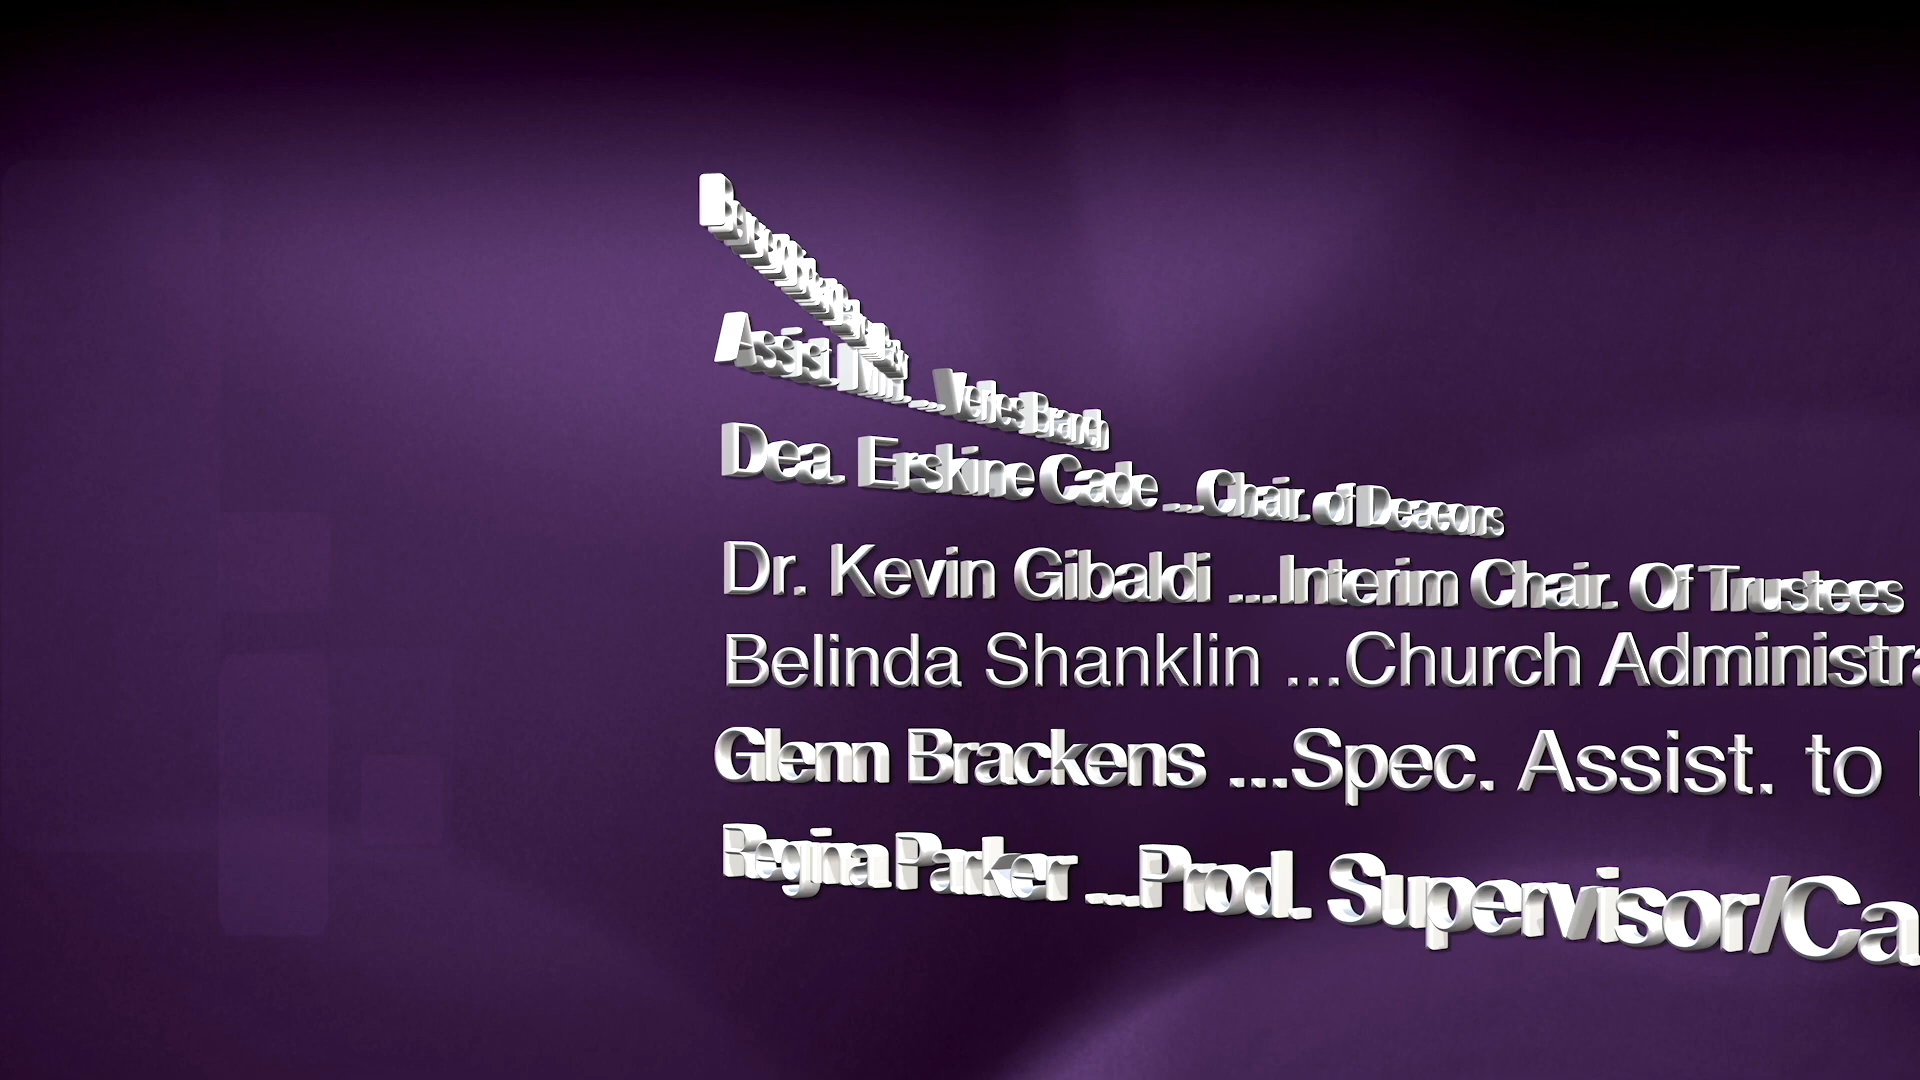 Assist. Min. ...Verlies Branch
Dea. Erskine Cade ...Chair. of Deacons
Dr. Kevin Gibaldi ...Interim Chair. Of Trustees
Belinda Shanklin ...Church Administra
Glenn Brackens ...Spec. Assist. to
Regina Parker ...Prod. Supervisor/Ca